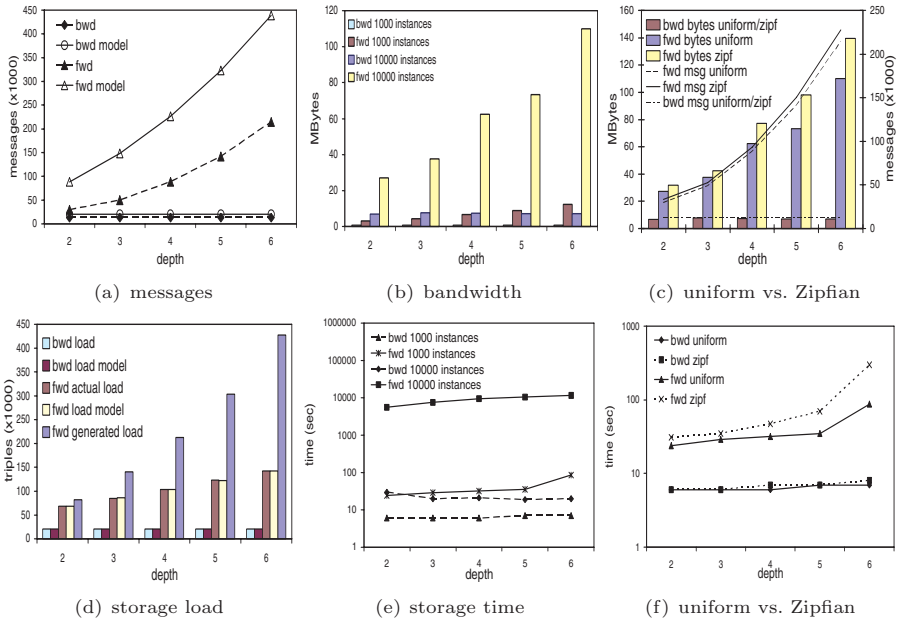 messages (x1000)
450
400
350
300
250
200
150
100
50
0
bwd
bwd model
fwd
fwd model
2 3 4 5 6
depth
(a) messages
MBytes
120
100
80
60
40
20
0
bwd 1000 instances
fwd 1000 instances
bwd 10000 instances
fwd 10000 instances
2 3 4 5 6
depth
(b) bandwidth
MBytes
160
140
120
100
80
60
40
20
0
bwd bytes uniform/zipf
fwd bytes uniform
fwd bytes zipf
fwd msg uniform
fwd msg zipf
bwd msg uniform/zipf
250
200
150
100
50
0
messages (x1000)
2 3 4 5 6
depth
(c) uniform vs. Zipfian
triples (x1000)
450
400
350
300
250
200
150
100
50
0
bwd load
bwd load model
fwd actual load
fwd load model
fwd generated load
2 3 4 5 6
depth
(d) storage load
time (sec)
1000000
100000
10000
1000
100
10
1
bwd 1000 instances
fwd 1000 instances
bwd 10000 instances
fwd 10000 instances
2 3 4 5 6
depth
(e) storage time
time (sec)
1000
100
10
1
bwd uniform
bwd zipf
fwd uniform
fwd zipf
2 3 4 5 6
depth
(f) uniform vs. Zipfian